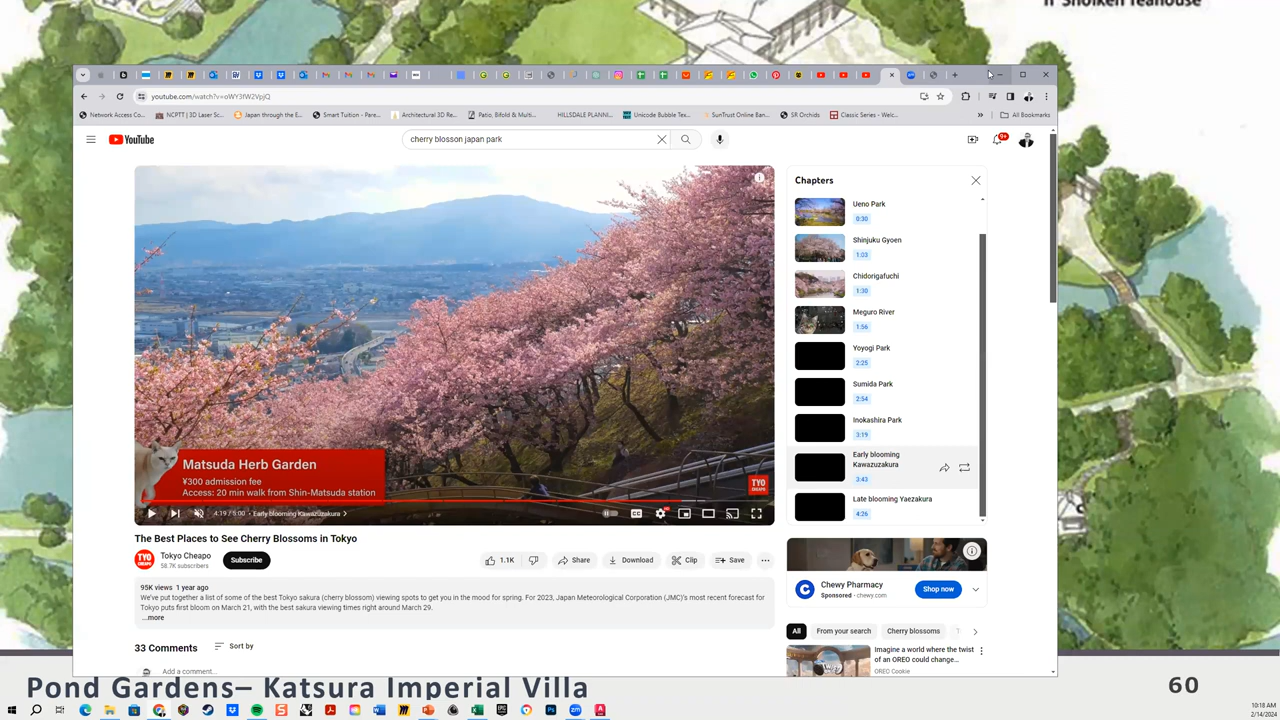 n Shoiken Teahouse
youtube.com/watch?v=oWY3fW2VpjQ
Network Access Co...
NCPTT | 3D Laser Sc...
Japan through the E...
Smart Tuition - Pare...
Architectural 3D Re...
Patio, Bifold & Multi...
HILLSDALE PLANNI...
Unicode Bubble Tex...
SunTrust Online Ban...
SR Orchids
Classic Series - Welc...
All Bookmarks
YouTube
cherry blosson japan park
9+
Chapters
Ueno Park
0:30
Shinjuku Gyoen
1:03
Chidorigafuchi
1:30
Meguro River
1:56
Yoyogi Park
2:25
Sumida Park
2:54
Inokashira Park
3:19
Early blooming
Kawazuzakura
3:43
Late blooming Yaezakura
4:26
Matsuda Herb Garden
¥300 admission fee
Access: 20 min walk from Shin-Matsuda station
TYO
CHEAPO
4:19 / 5:00 • Early blooming Kawazuzakura
The Best Places to See Cherry Blossoms in Tokyo
Tokyo Cheapo
58.7K subscribers
Subscribe
1.1K
Share
Download
Clip
Save
95K views 1 year ago
We've put together a list of some of the best Tokyo sakura (cherry blossom) viewing spots to get you in the mood for spring. For 2023, Japan Meteorological Corporation (JMC)'s most recent forecast for
Tokyo puts first bloom on March 21, with the best sakura viewing times right around March 29.
...more
33 Comments
Sort by
Add a comment...
Chewy Pharmacy
Sponsored · chewy.com
Shop now
All
From your search
Cherry blossoms
Imagine a world where the twist
of an OREO could change...
OREO Cookie
Pond Gardens– Katsura Imperial Villa
60
10:18 AM
2/14/2024